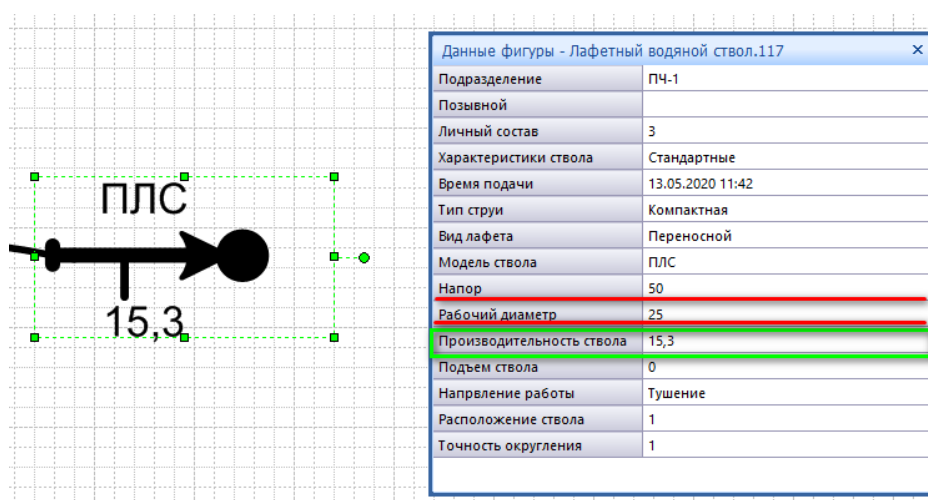 ПЛС
15,3
Данные фигуры - Лафетный водяной ствол.117
Подразделение ПЧ-1
Позывной
Личный состав 3
Характеристики ствола Стандартные
Время подачи 13.05.2020 11:42
Тип струи Компактная
Вид лафета Переносной
Модель ствола ПЛС
Напор 50
Рабочий диаметр 25
Производительность ствола 15,3
Подъем ствола 0
Напрвление работы Тушение
Расположение ствола 1
Точность округления 1